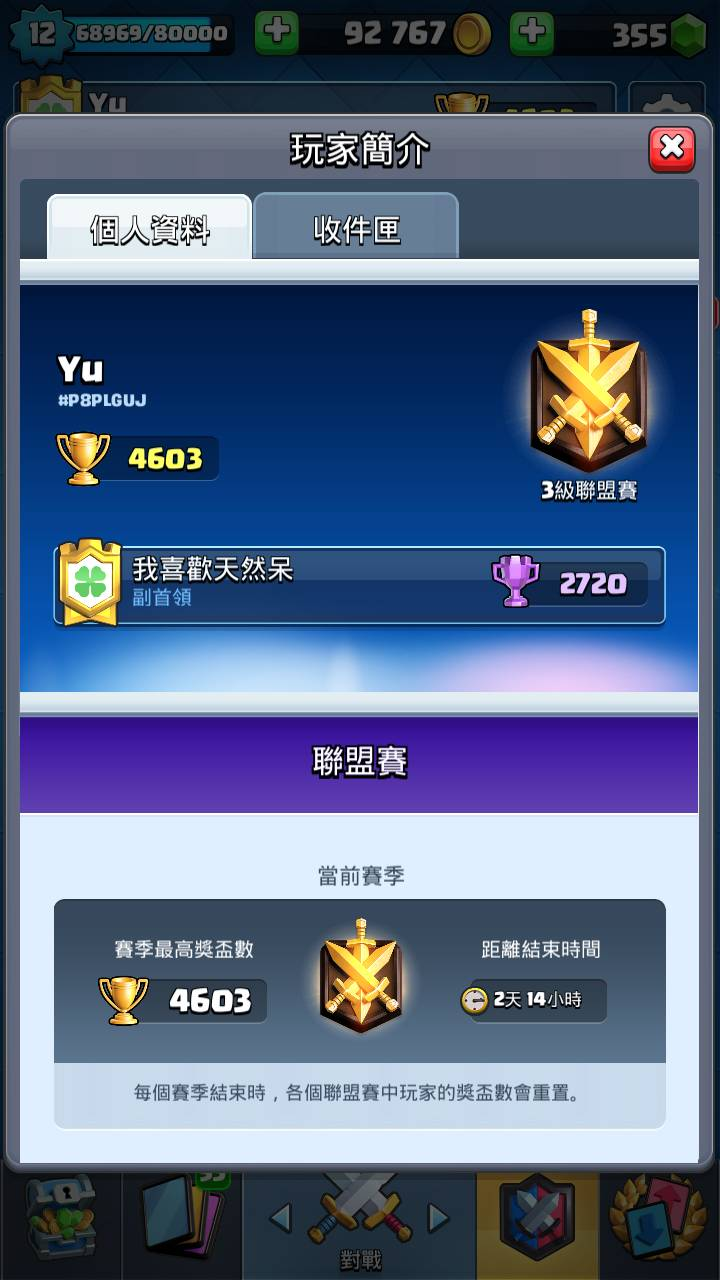 12
68969/80000
92 767
355
Yu
玩家簡介
個人資料
收件匣
Yu
#P8PLGUJ
4603
3級聯盟賽
我喜歡天然呆
副首領
2720
聯盟賽
當前賽季
賽季最高獎盃數
4603
距離結束時間
2天 14小時
每個賽季結束時，各個聯盟賽中玩家的獎盃數會重置。
對戰